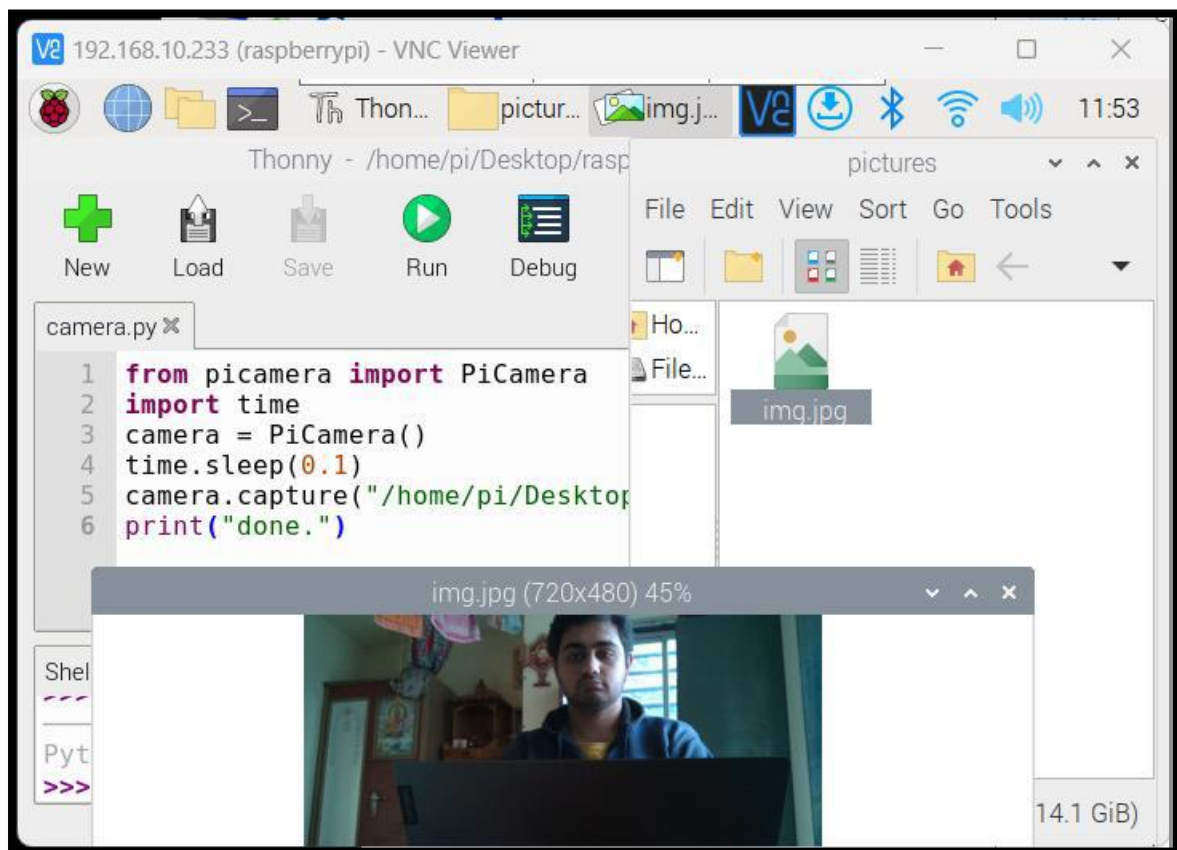 192.168.10.233 (raspberrypi) - VNC Viewer
Thon... pictur... img.j... 11:53
Thonny - /home/pi/Desktop/rasp
pictures
New Load Save Run Debug
File Edit View Sort Go Tools
camera.py
Ho...
File...
img.jpg
1 from picamera import PiCamera
2 import time
3 camera = PiCamera()
4 time.sleep(0.1)
5 camera.capture("/home/pi/Desktop
6 print("done.")
img.jpg (720x480) 45%
Shel
Pyt
>>>
14.1 GiB)